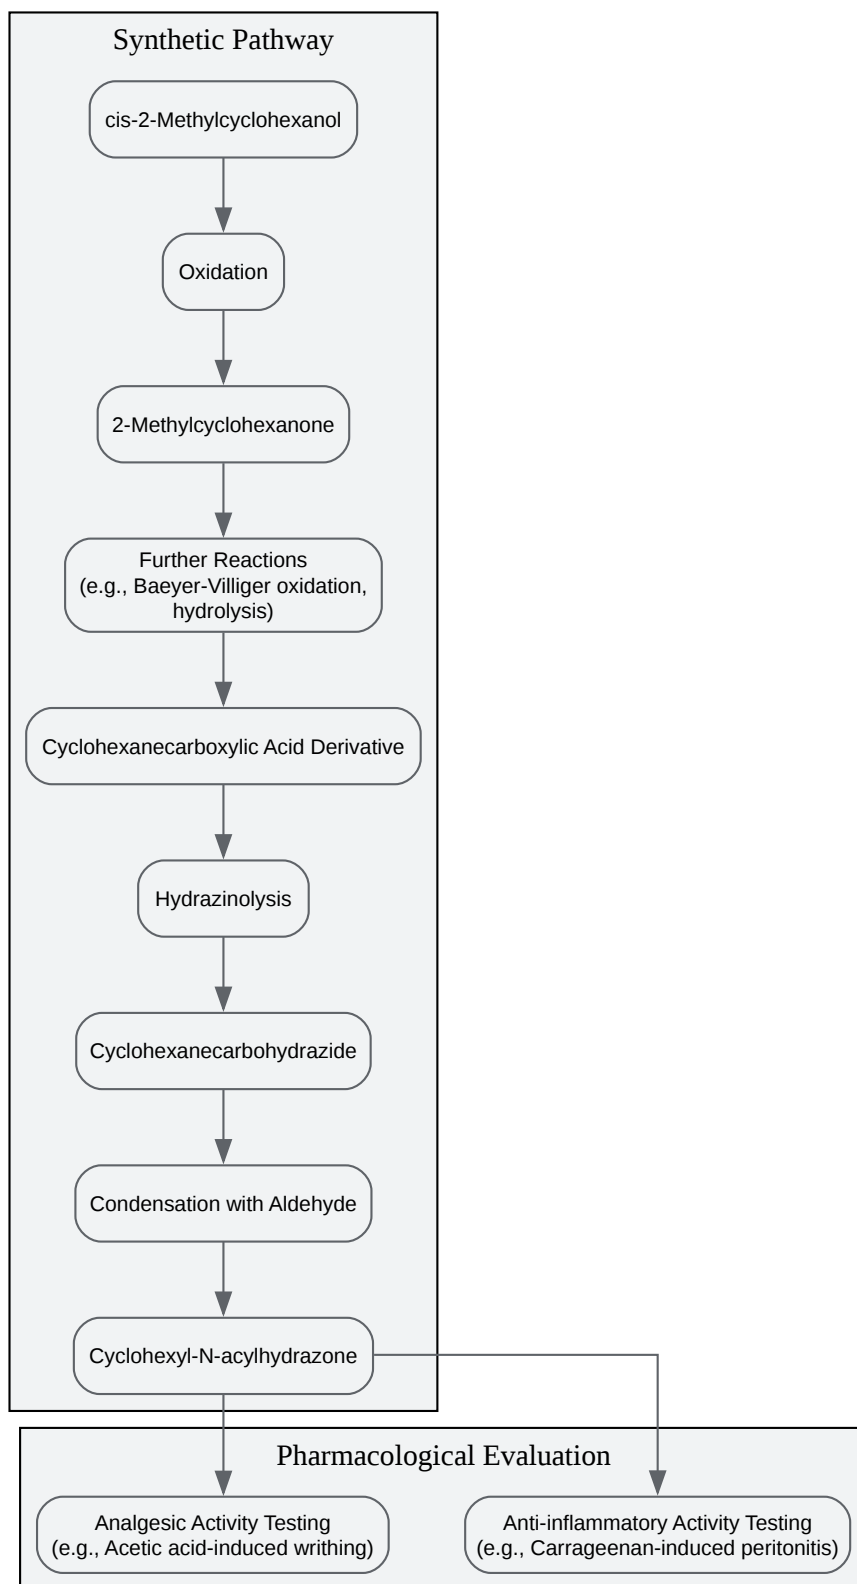 Synthetic Pathway
cis-2-Methylcyclohexanol
Oxidation
2-Methylcyclohexanone
Further Reactions
(e.g., Baeyer-Villiger oxidation,
hydrolysis)
Cyclohexanecarboxylic Acid Derivative
Hydrazinolysis
Cyclohexanecarbohydrazide
Condensation with Aldehyde
Cyclohexyl-N-acylhydrazone
Pharmacological Evaluation
Analgesic Activity Testing
(e.g., Acetic acid-induced writhing)
Anti-inflammatory Activity Testing
(e.g., Carrageenan-induced peritonitis)